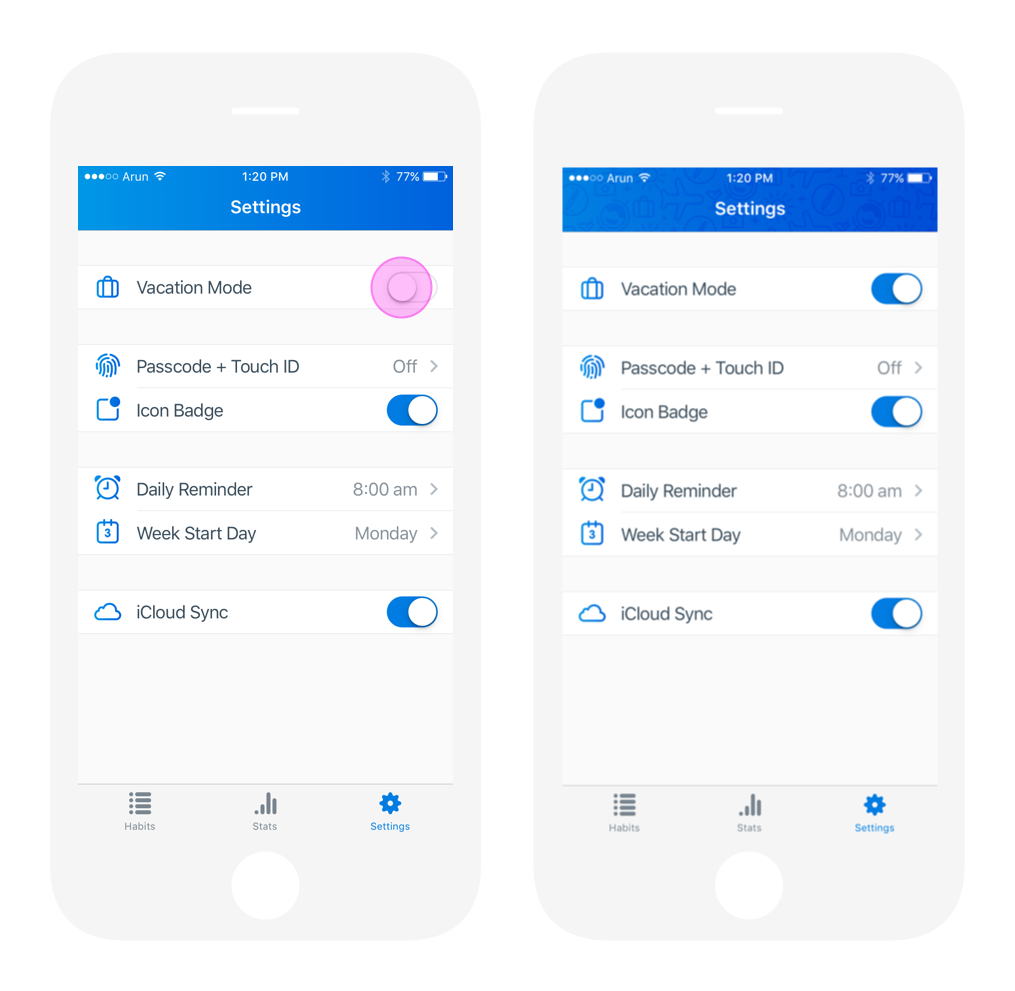 Arun 1:20 PM 77%
Settings
Vacation Mode
Passcode + Touch ID Off
Icon Badge
Daily Reminder 8:00 am
3 Week Start Day Monday
iCloud Sync
Habits Stats Settings
Arun 1:20 PM 77%
Settings
Vacation Mode
Passcode + Touch ID Off
Icon Badge
Daily Reminder 8:00 am
3 Week Start Day Monday
iCloud Sync
Habits Stats Settings